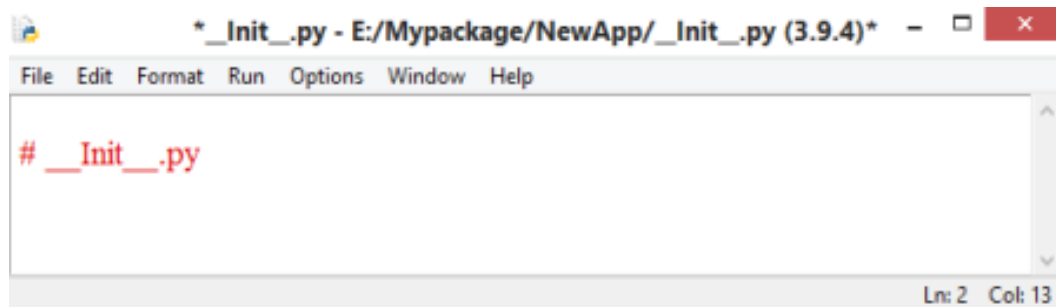 *__Init__.py - E:/Mypackage/NewApp/__Init__.py (3.9.4)*
File Edit Format Run Options Window Help
# __Init__.py
Ln: 2 Col: 13